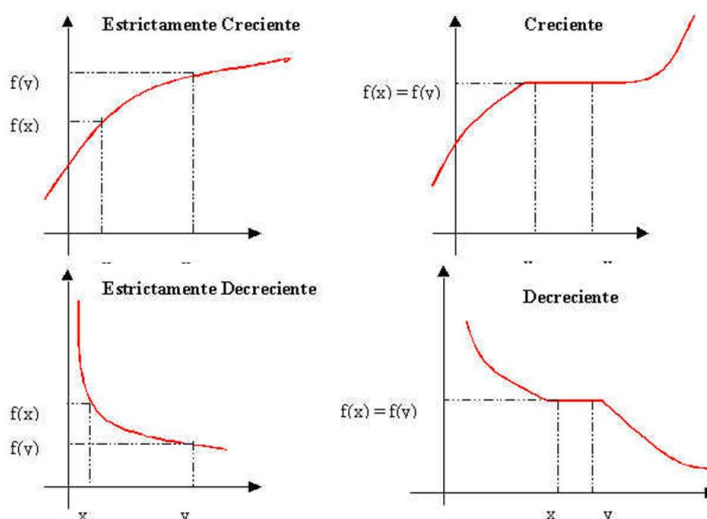 Estrictamente Creciente
f(y)
f(x)
Creciente
f(x) = f(y)
Estrictamente Decreciente
f(x)
f(y)
x
y
Decreciente
f(x) = f(y)
x
y